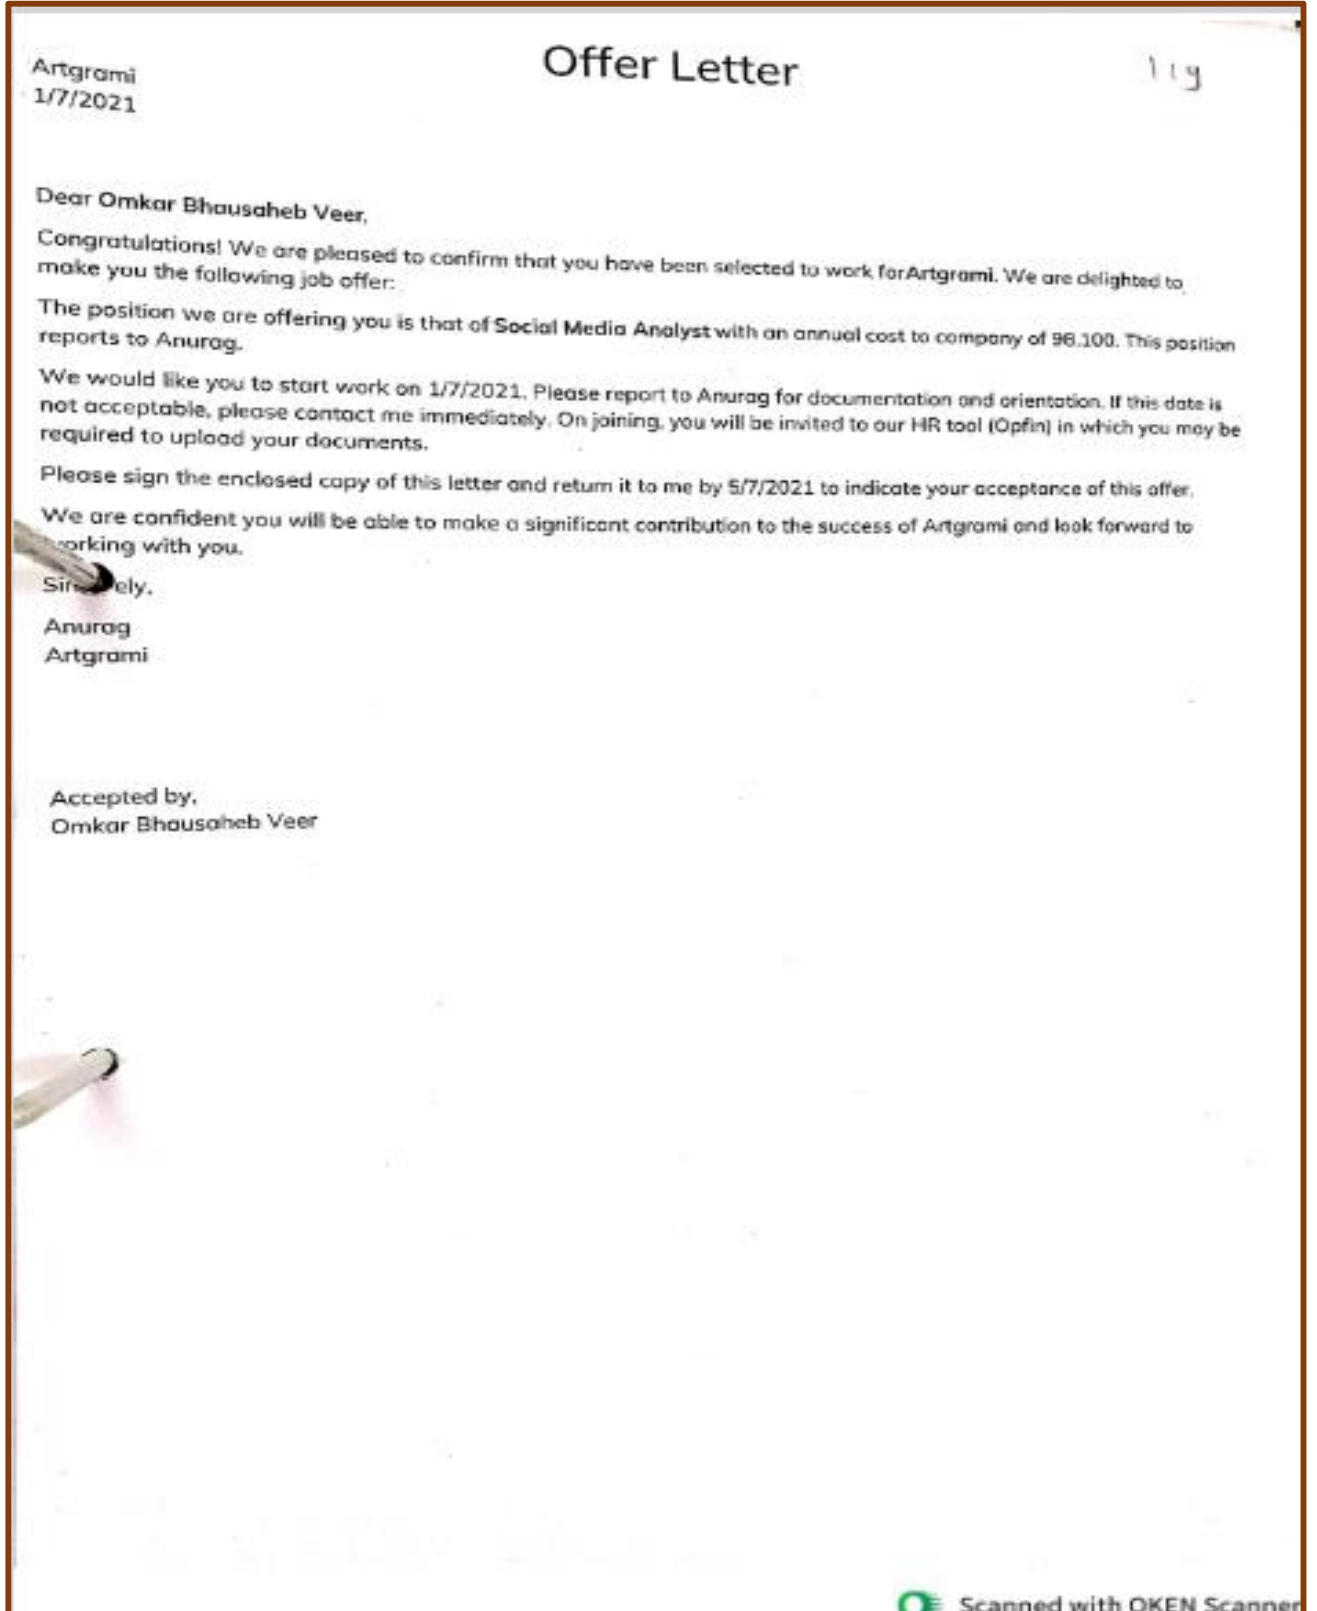 Offer Letter
Artgrami
1/7/2021
119
Dear Omkar Bhausaheb Veer,
Congratulations! We are pleased to confirm that you have been selected to work forArtgrami. We are delighted to
make you the following job offer:
The position we are offering you is that of Social Media Analyst with an annual cost to company of 96,100. This position
reports to Anurag.
We would like you to start work on 1/7/2021. Please report to Anurag for documentation and orientation. If this date is
not acceptable, please contact me immediately. On joining, you will be invited to our HR tool (Opfin) in which you may be
required to upload your documents.
Please sign the enclosed copy of this letter and return it to me by 5/7/2021 to indicate your acceptance of this offer.
We are confident you will be able to make a significant contribution to the success of Artgrami and look forward to
working with you.
Sincerely,
Anurag
Artgrami
Accepted by,
Omkar Bhausaheb Veer
Scanned with OKEN Scanner